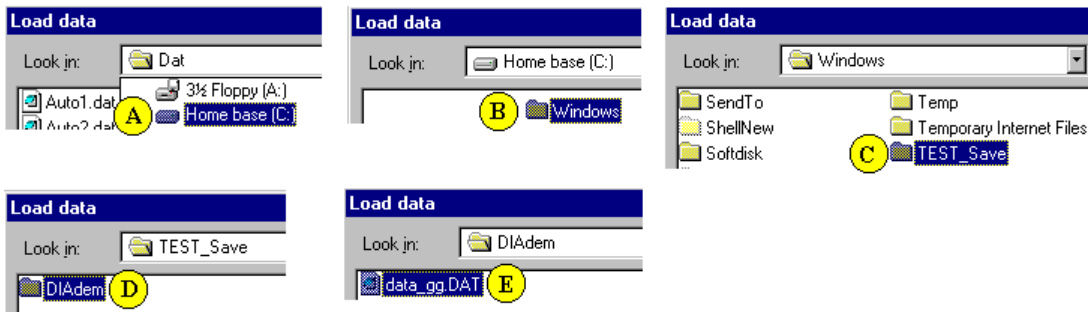 Load data
Look in: Dat
3½ Floppy (A:)
Auto1.dat
A Home base (C:
Auto2.dat
Load data
Look in: Home base (C:)
B Windows
Load data
Look in: Windows
SendTo Temp
ShellNew Temporary Internet Files
Softdisk C TEST_Save
Load data
Look in: TEST_Save
DIAdem D
Load data
Look in: DIAdem
data_gg.DAT E